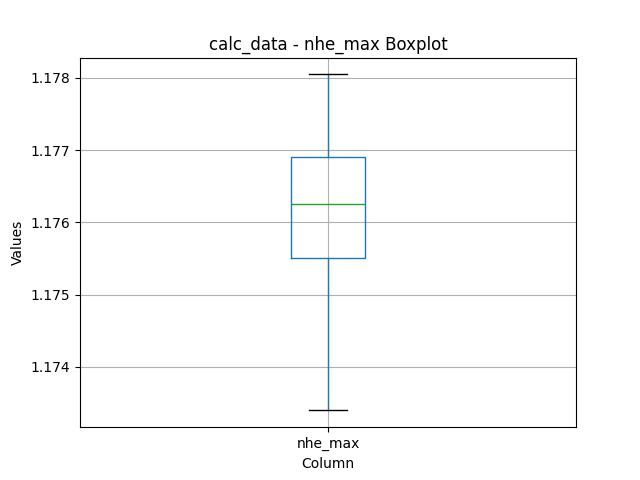 calc_data - nhe_max Boxplot
1.178
1.177
1.176
1.175
1.174
Values
nhe_max
Column